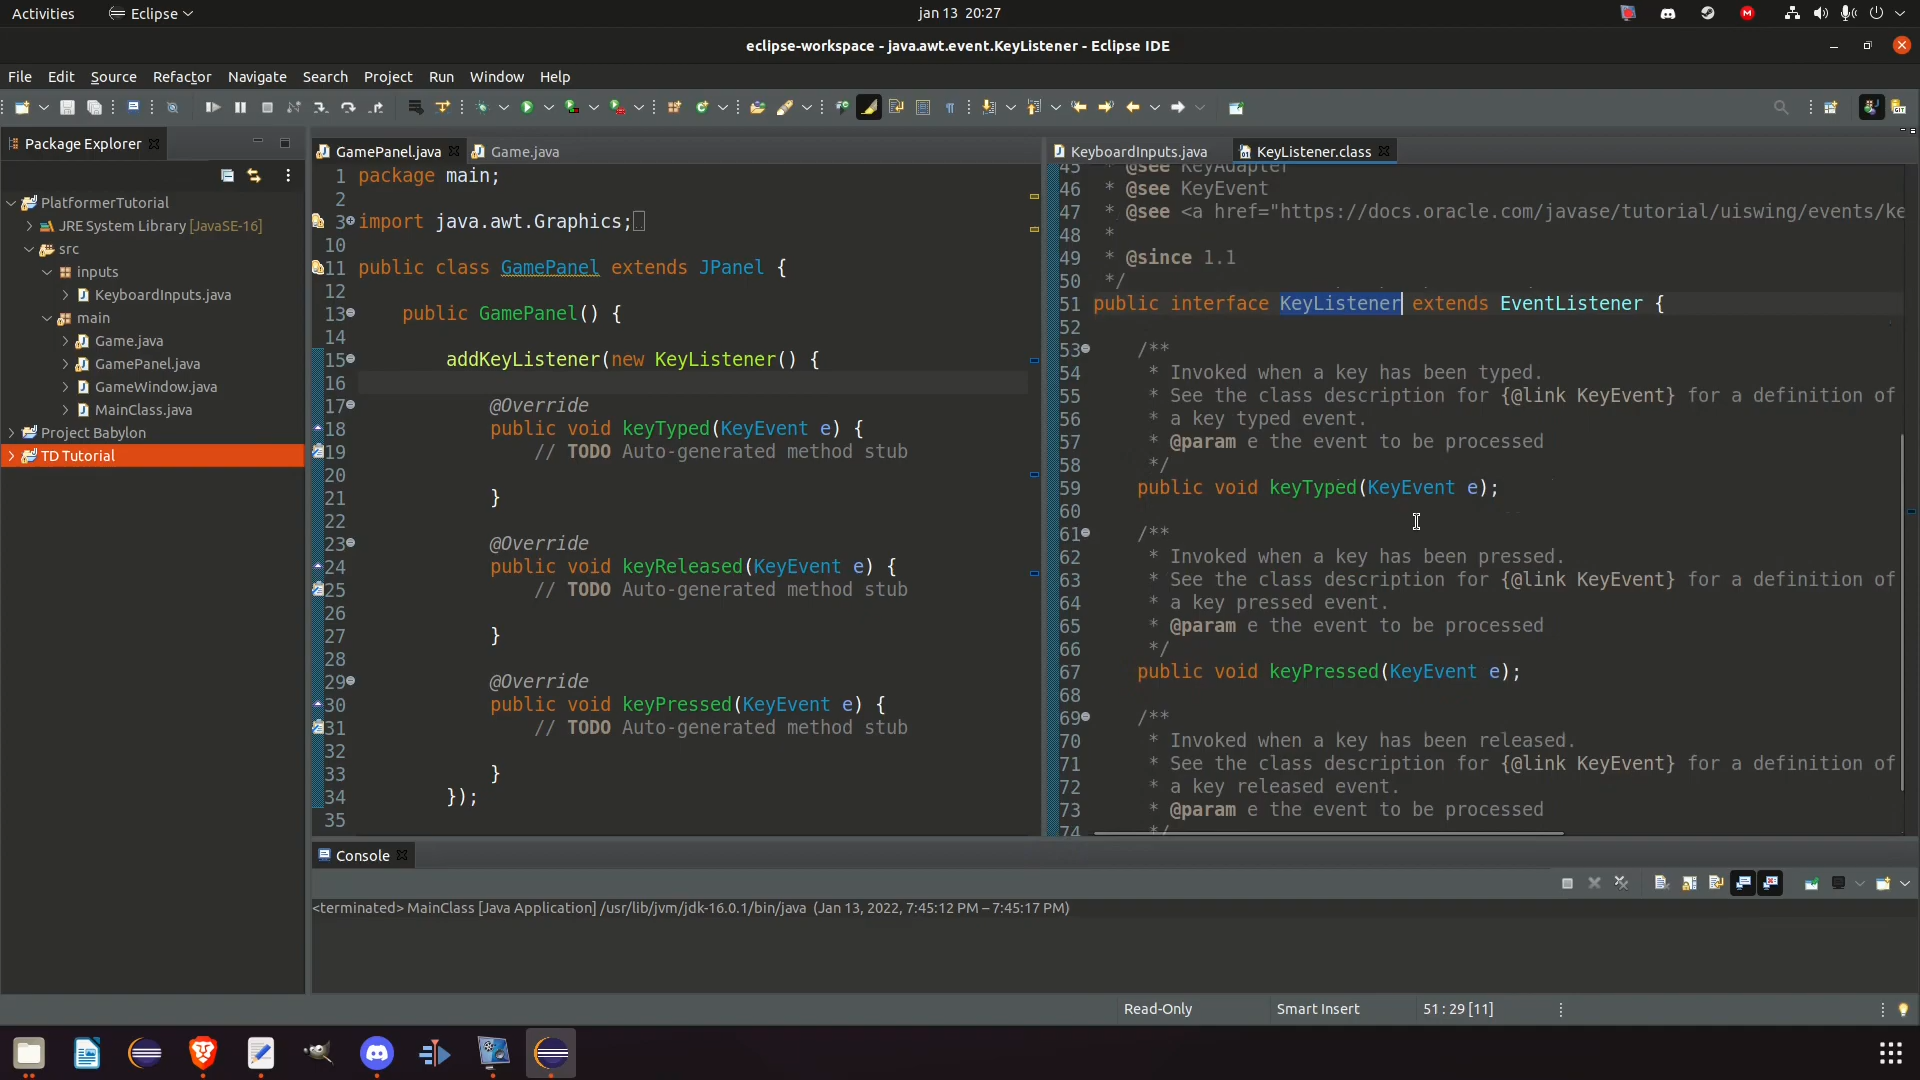 Activities
Eclipse
jan 13 20:27
eclipse-workspace - java.awt.event.KeyListener - Eclipse IDE
File Edit Source Refactor Navigate Search Project Run Window Help
Package Explorer
PlatformerTutorial
JRE System Library [JavaSE-16]
src
inputs
KeyboardInputs.java
main
Game.java
GamePanel.java
GameWindow.java
MainClass.java
Project Babylon
TD Tutorial
GamePanel.java
Game.java
1 package main;
2
3 import java.awt.Graphics;
10
11 public class GamePanel extends JPanel {
12
13 public GamePanel() {
14
15 addKeyListener(new KeyListener() {
16
17 @Override
18 public void keyTyped(KeyEvent e) {
19 // TODO Auto-generated method stub
20
21 }
22
23 @Override
24 public void keyReleased(KeyEvent e) {
25 // TODO Auto-generated method stub
26
27 }
28
29 @Override
30 public void keyPressed(KeyEvent e) {
31 // TODO Auto-generated method stub
32
33 }
34 });
35
KeyboardInputs.java
KeyListener.class
45 * @see KeyAdapter
46 * @see KeyEvent
47 * @see <a href="https://docs.oracle.com/javase/tutorial/uiswing/events/ke
48 *
49 * @since 1.1
50 */
51 public interface KeyListener extends EventListener {
52
53 /**
54 * Invoked when a key has been typed.
55 * See the class description for {@link KeyEvent} for a definition of
56 * a key typed event.
57 * @param e the event to be processed
58 */
59 public void keyTyped(KeyEvent e);
60
61 /**
62 * Invoked when a key has been pressed.
63 * See the class description for {@link KeyEvent} for a definition of
64 * a key pressed event.
65 * @param e the event to be processed
66 */
67 public void keyPressed(KeyEvent e);
68
69 /**
70 * Invoked when a key has been released.
71 * See the class description for {@link KeyEvent} for a definition of
72 * a key released event.
73 * @param e the event to be processed
74 */
Console
<terminated> MainClass [Java Application] /usr/lib/jvm/jdk-16.0.1/bin/java (Jan 13, 2022, 7:45:12 PM – 7:45:17 PM)
Read-Only
Smart Insert
51 : 29 [11]